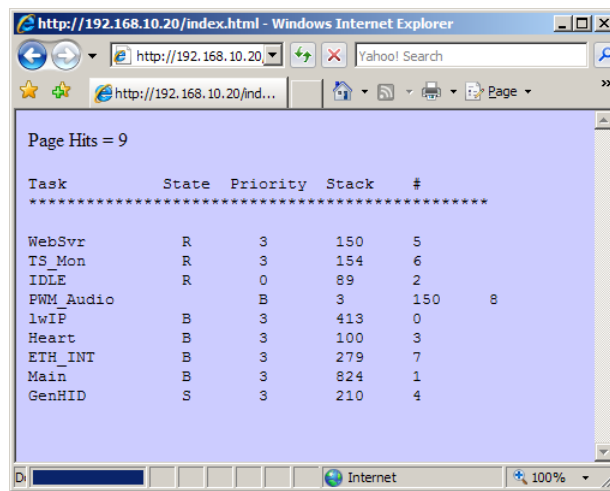 http://192.168.10.20/index.html - Windows Internet Explorer
http://192.168.10.20 Yahoo! Search
http://192.168.10.20/ind... Page »
Page Hits = 9
Task State Priority Stack #
************************************************
WebSvr R 3 150 5
TS_Mon R 3 154 6
IDLE R 0 89 2
PWM_Audio B 3 150 8
lwIP B 3 413 0
Heart B 3 100 3
ETH_INT B 3 279 7
Main B 3 824 1
GenHID S 3 210 4
Internet 100%